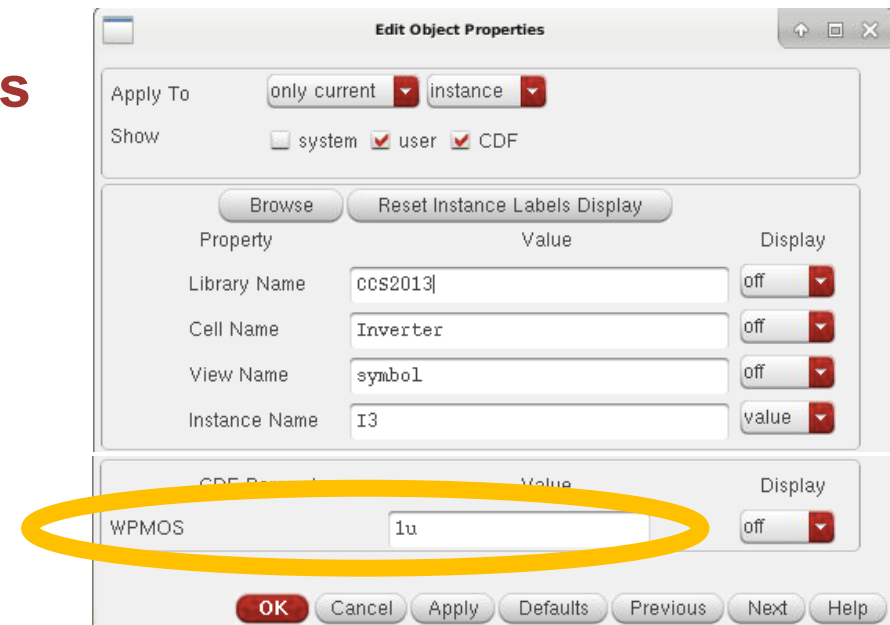 s
Edit Object Properties
Apply To only current instance
Show system user CDF
Browse Reset Instance Labels Display
Property Value Display
Library Name CCS2013 off
Cell Name Inverter off
View Name symbol off
Instance Name I3 value
CDF Value Display
WPMOS 1u off
OK Cancel Apply Defaults Previous Next Help